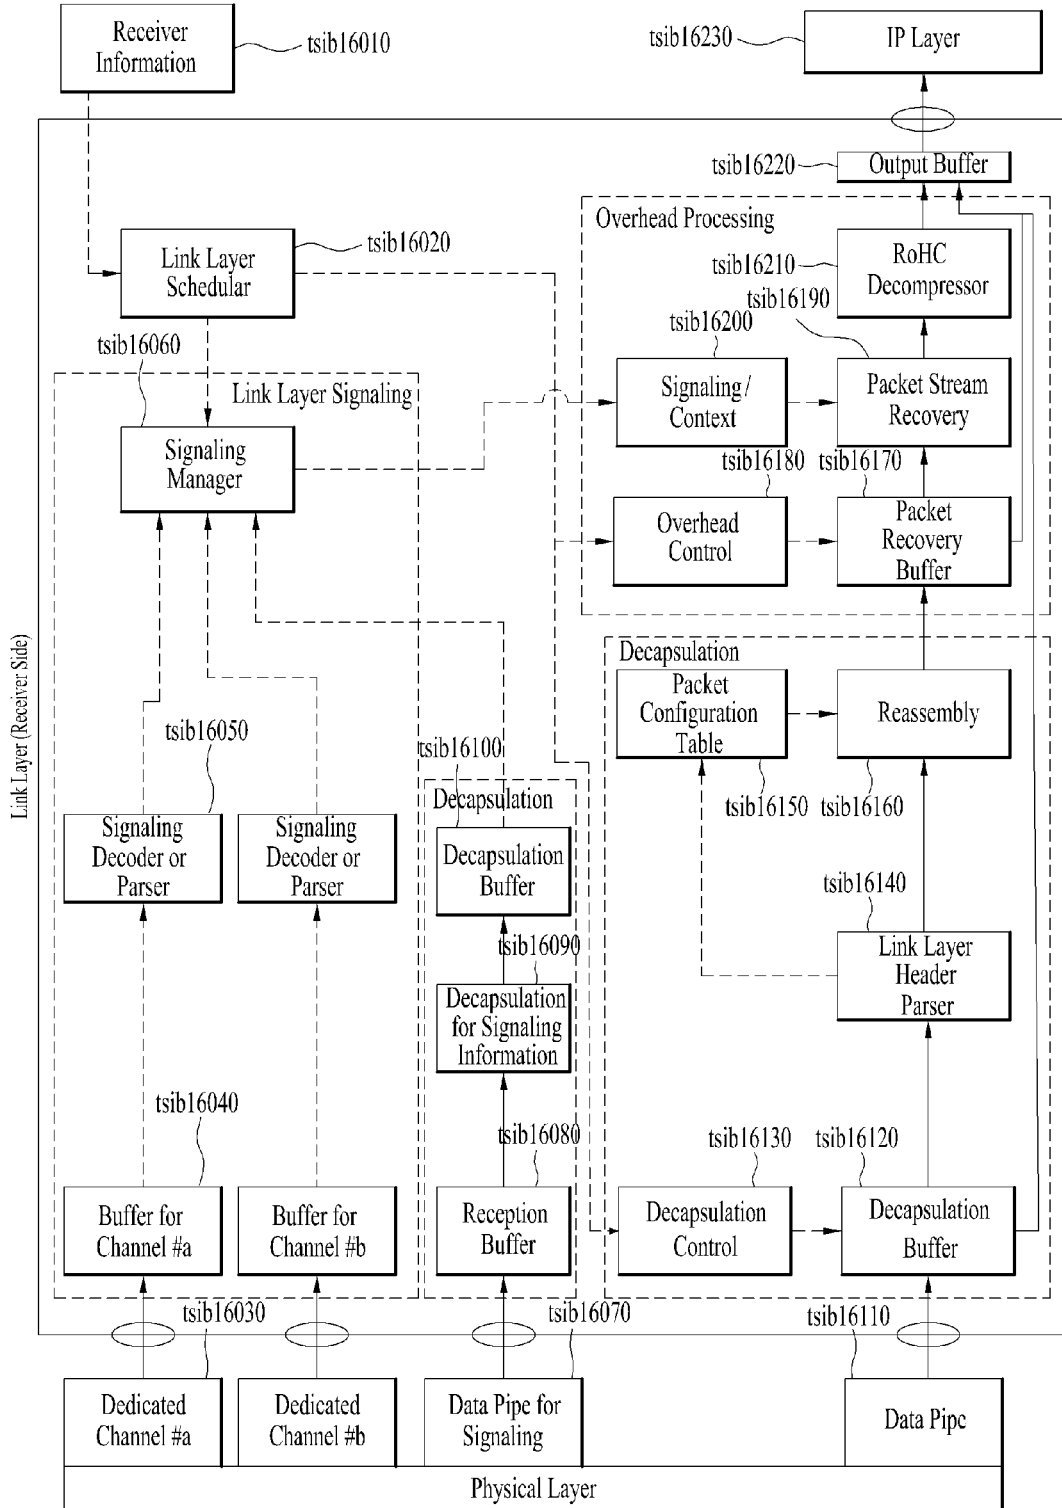 Receiver
Information
tsib16010
tsib16230
IP Layer
tsib16220
Output Buffer
Overhead Processing
tsib16020
Link Layer
Schedular
tsib16210
RoHC
Decompressor
tsib16190
tsib16200
tsib16060
Link Layer Signaling
Signaling /
Context
Packet Stream
Recovery
Signaling
Manager
tsib16180
tsib16170
Overhead
Control
Packet
Recovery
Buffer
Link Layer (Receiver Side)
Decapsulation
Packet
Configuration
Table
Reassembly
tsib16050
tsib16100
tsib16150
tsib16160
Decapsulation
Signaling
Decoder or
Parser
Signaling
Decoder or
Parser
Decapsulation
Buffer
tsib16140
tsib16090
Link Layer
Header
Parser
Decapsulation
for Signaling
Information
tsib16040
tsib16080
tsib16130
tsib16120
Buffer for
Channel #a
Buffer for
Channel #b
Reception
Buffer
Decapsulation
Control
Decapsulation
Buffer
tsib16030
tsib16070
tsib16110
Dedicated
Channel #a
Dedicated
Channel #b
Data Pipc for
Signaling
Data Pipc
Physical Layer